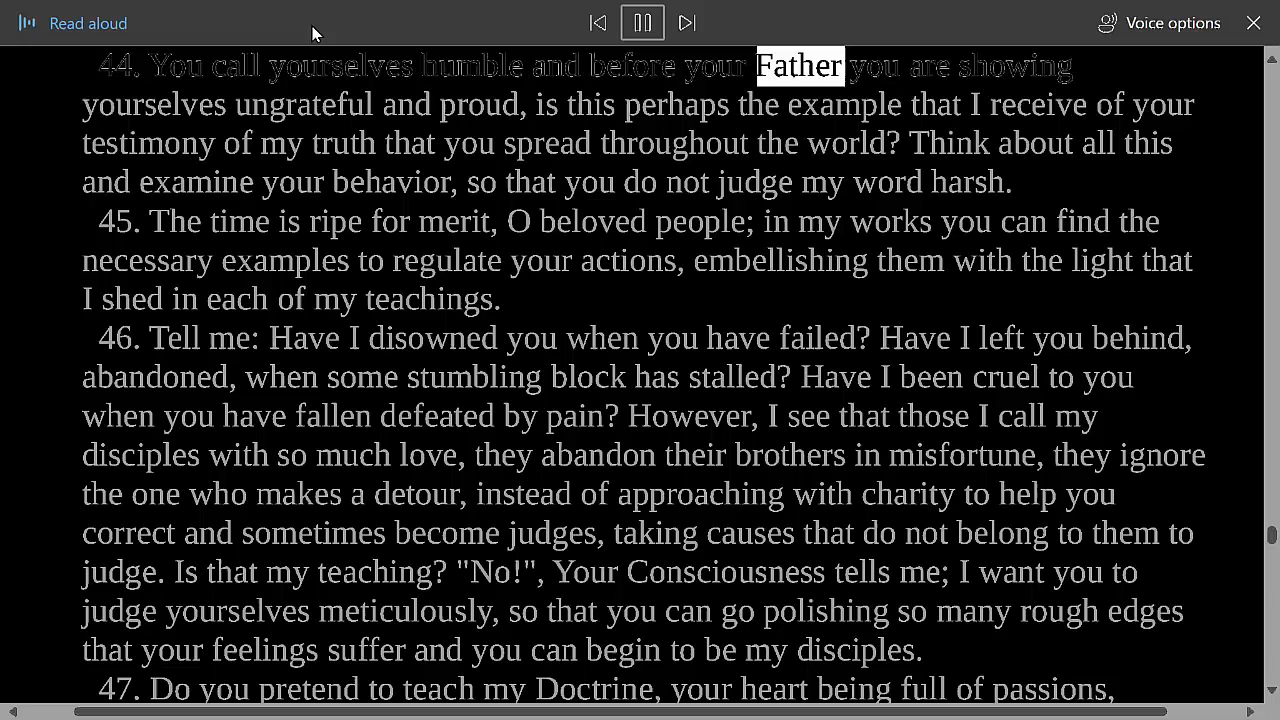 Read aloud
Voice options
44. You call yourselves humble and before your Father you are showing
yourselves ungrateful and proud, is this perhaps the example that I receive of your
testimony of my truth that you spread throughout the world? Think about all this
and examine your behavior, so that you do not judge my word harsh.
45. The time is ripe for merit, O beloved people; in my works you can find the
necessary examples to regulate your actions, embellishing them with the light that
I shed in each of my teachings.
46. Tell me: Have I disowned you when you have failed? Have I left you behind,
abandoned, when some stumbling block has stalled? Have I been cruel to you
when you have fallen defeated by pain? However, I see that those I call my
disciples with so much love, they abandon their brothers in misfortune, they ignore
the one who makes a detour, instead of approaching with charity to help you
correct and sometimes become judges, taking causes that do not belong to them to
judge. Is that my teaching? "No!", Your Consciousness tells me; I want you to
judge yourselves meticulously, so that you can go polishing so many rough edges
that your feelings suffer and you can begin to be my disciples.
47. Do you pretend to teach my Doctrine, your heart being full of passions,